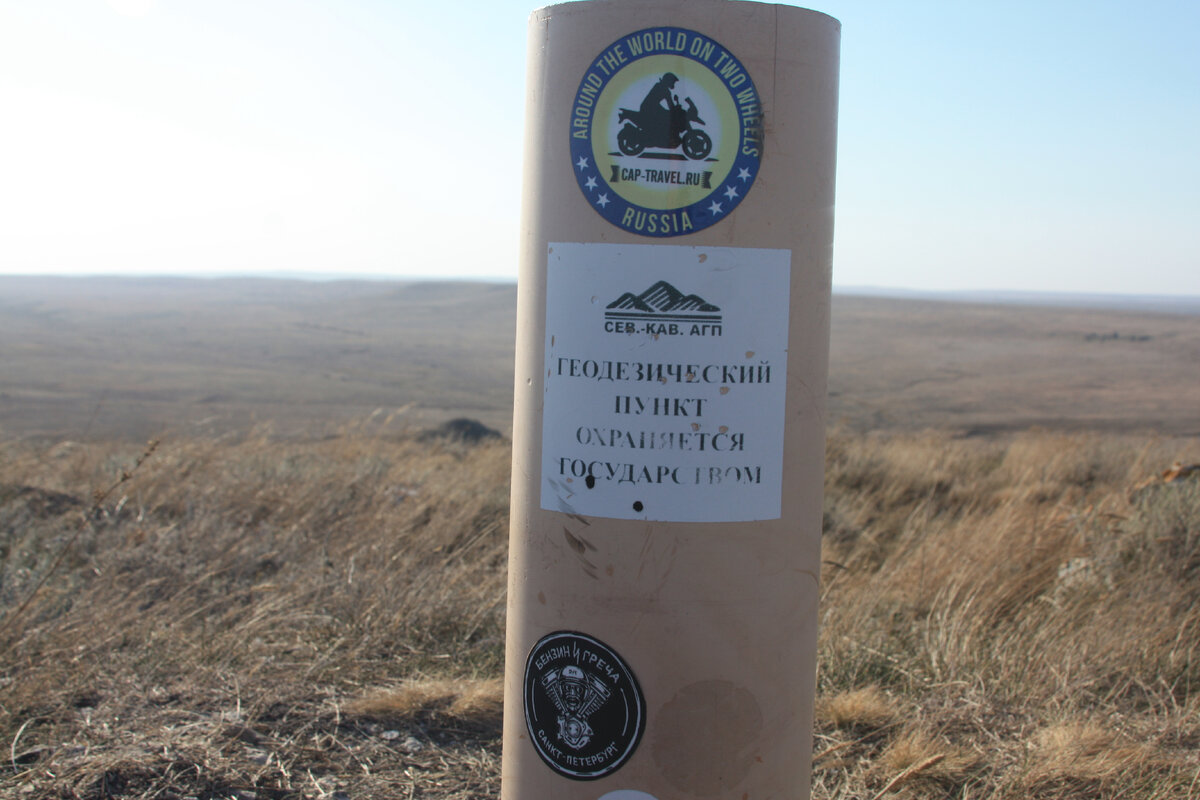 AROUND THE WORLD ON TWO WHEELS
CAP-TRAVEL.RU
RUSSIA
СЕВ.-КАВ. АГП
ГЕОДЕЗИЧЕСКИЙ
ПУНКТ
ОХРАНЯЕТСЯ
ГОСУДАРСТВОМ
БЕНЗИН И ГРЕЧА
САНКТ-ПЕТЕРБУРГ